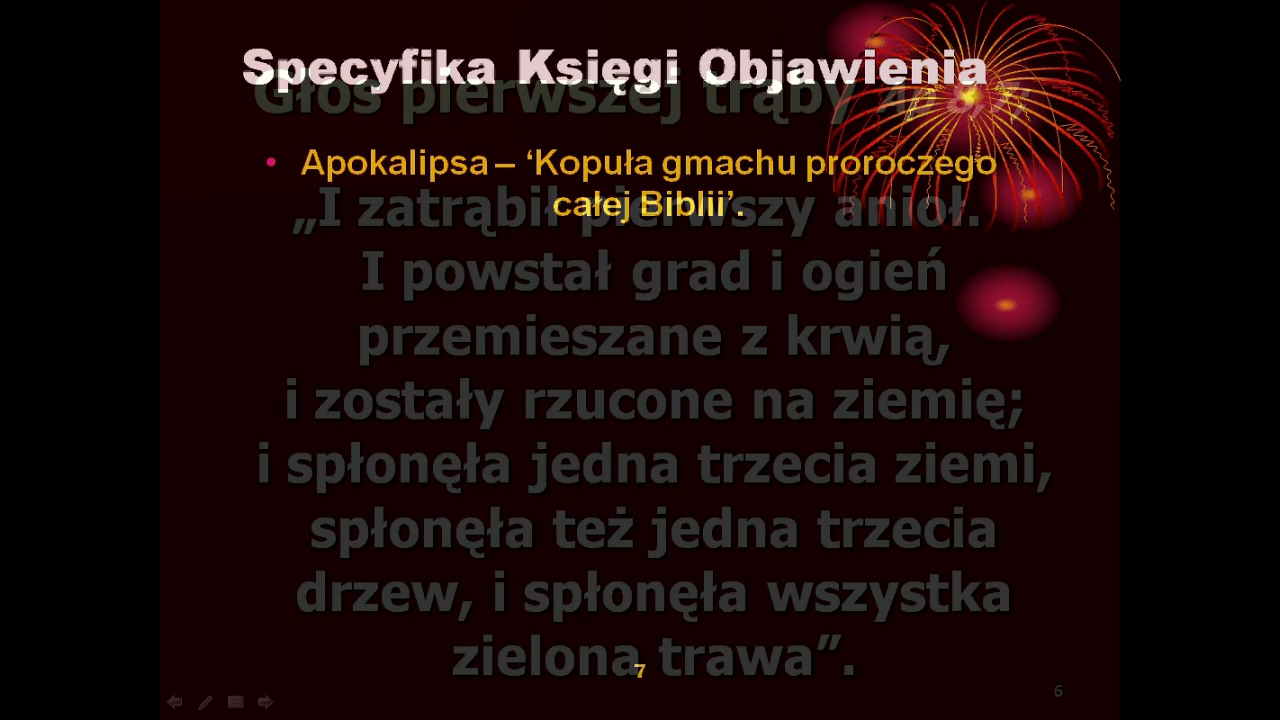 Specyfika Księgi Objawienia
Głos pierwszej trąby
• Apokalipsa – ‘Kopuła gmachu proroczego
całej Biblii’.
„I zatrąbił pierwszy anioł.
I powstał grad i ogień
przemieszane z krwią,
i zostały rzucone na ziemię;
i spłonęła jedna trzecia ziemi,
spłonęła też jedna trzecia
drzew, i spłonęła wszystka
zielona trawa”.
7
6